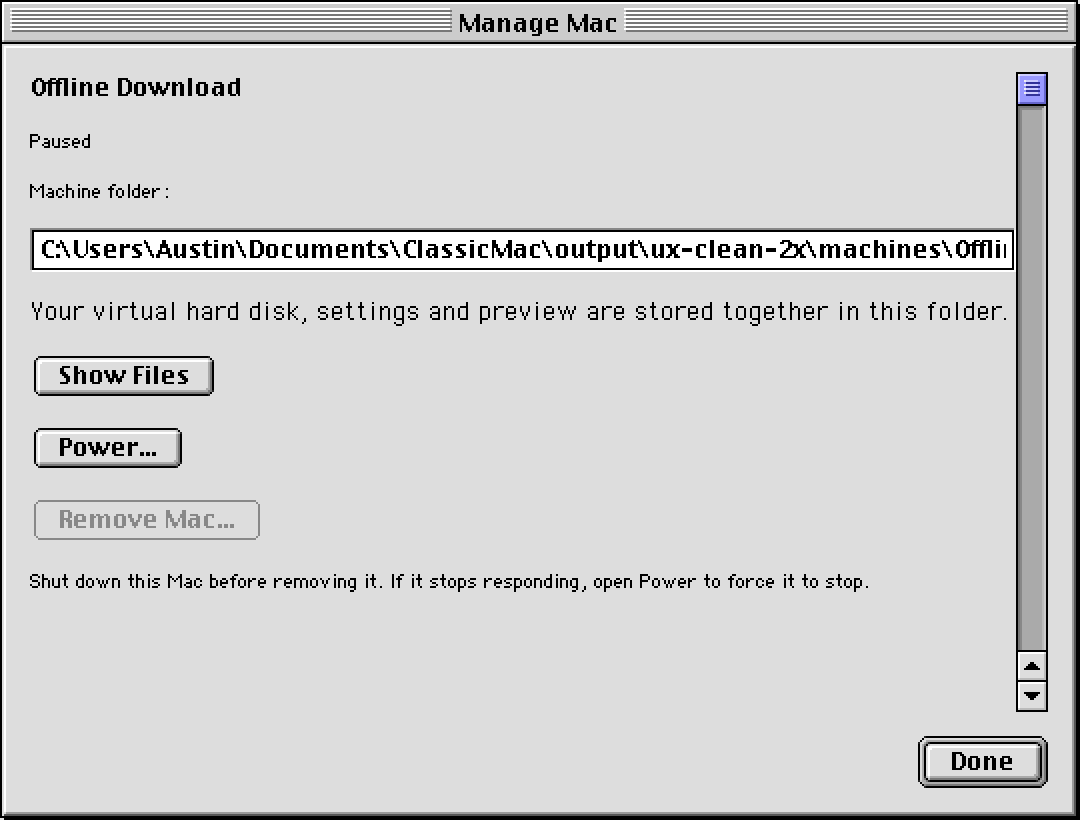 Manage Mac
Offline Download
Paused
Machine folder:
C:\Users\Austin\Documents\ClassicMac\output\ux-clean-2x\machines\Offli
Your virtual hard disk, settings and preview are stored together in this folder.
Show Files
Power...
Remove Mac...
Shut down this Mac before removing it. If it stops responding, open Power to force it to stop.
Done